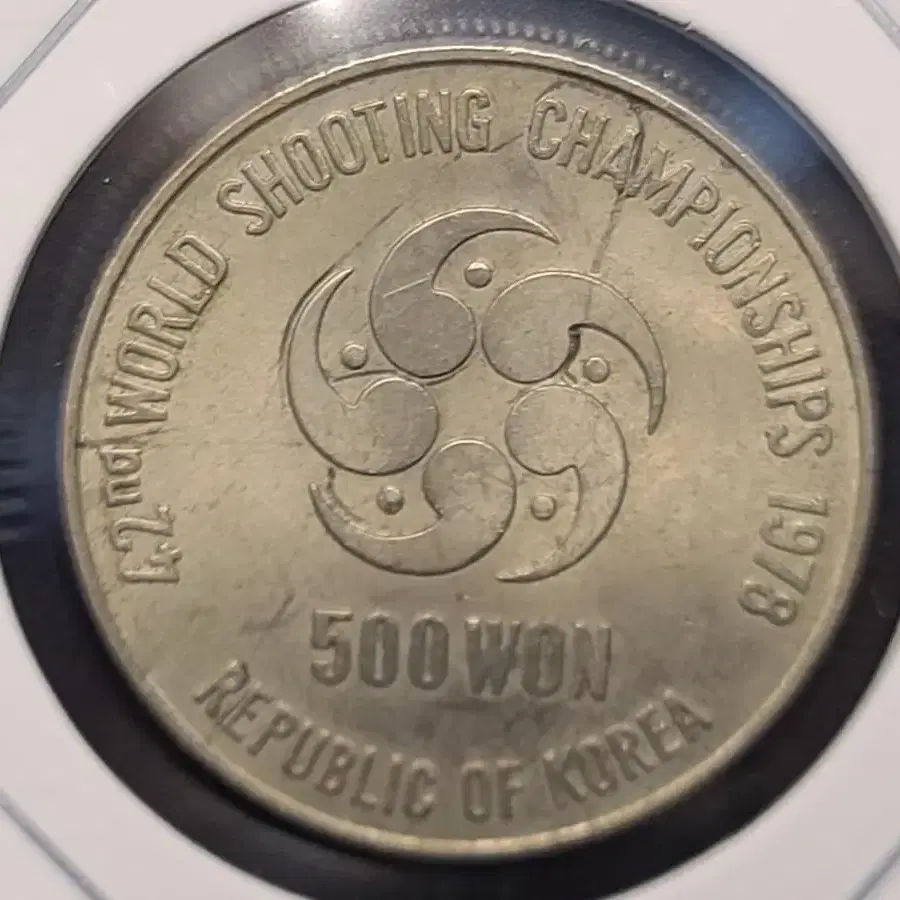 42nd WORLD SHOOTING CHAMPIONSHIPS 1978
500 WON
REPUBLIC OF KOREA